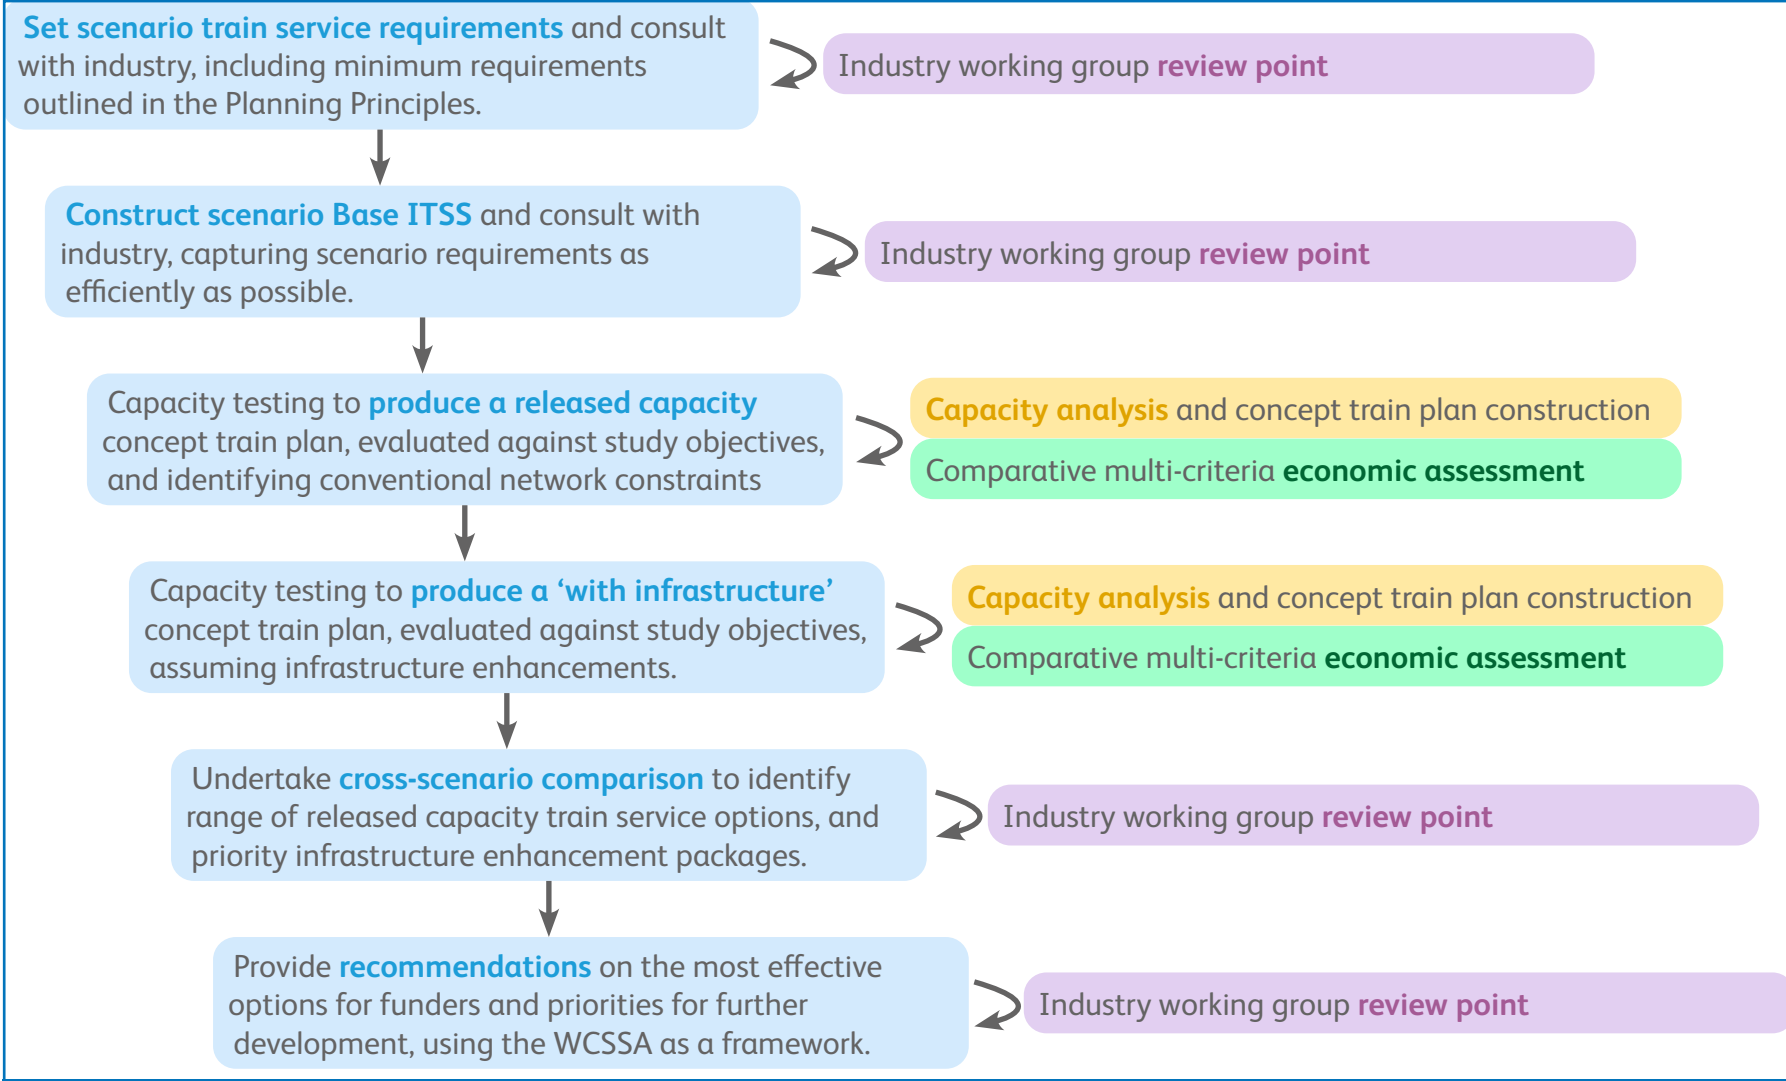 Set scenario train service requirements and consult
with industry, including minimum requirements
outlined in the Planning Principles.
Industry working group review point
Construct scenario Base ITSS and consult with
industry, capturing scenario requirements as
efficiently as possible.
Industry working group review point
Capacity testing to produce a released capacity
concept train plan, evaluated against study objectives,
and identifying conventional network constraints
Capacity analysis and concept train plan construction
Comparative multi-criteria economic assessment
Capacity testing to produce a ‘with infrastructure’
concept train plan, evaluated against study objectives,
assuming infrastructure enhancements.
Capacity analysis and concept train plan construction
Comparative multi-criteria economic assessment
Undertake cross-scenario comparison to identify
range of released capacity train service options, and
priority infrastructure enhancement packages.
Industry working group review point
Provide recommendations on the most effective
options for funders and priorities for further
development, using the WCSSA as a framework.
Industry working group review point